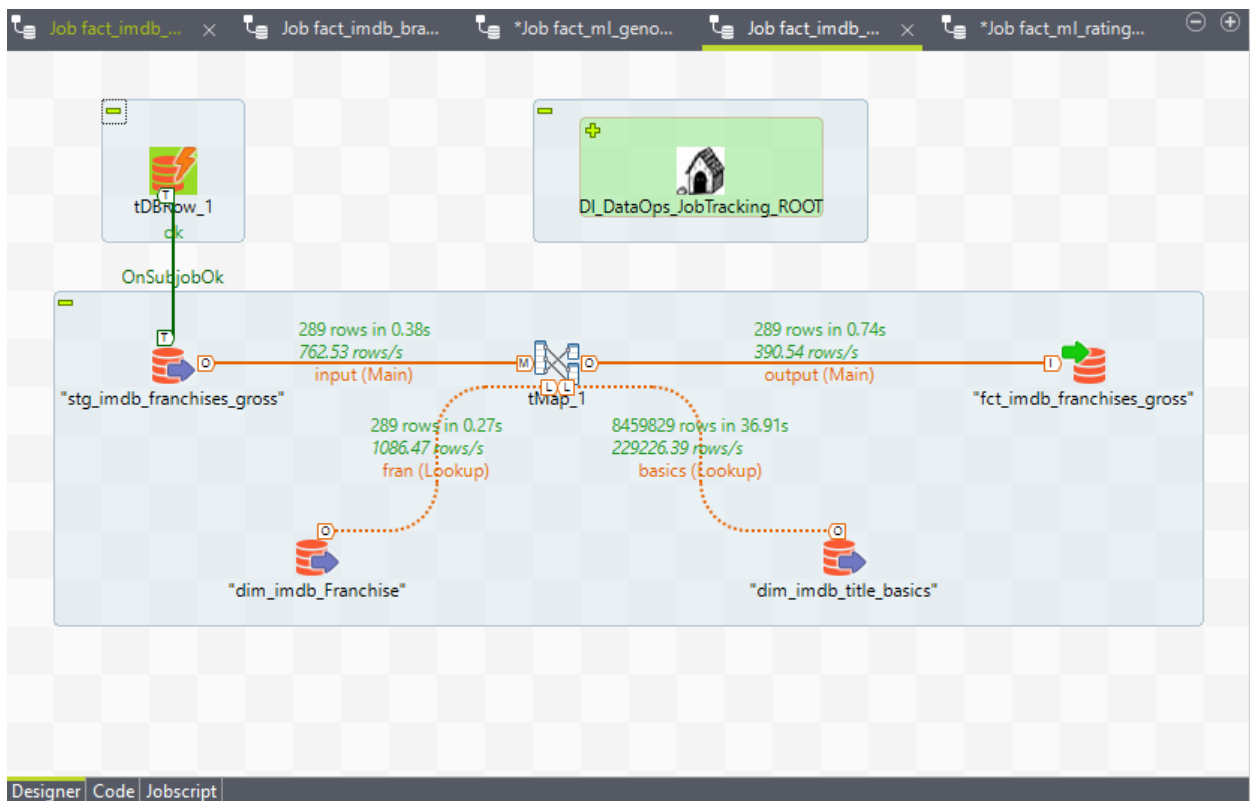 Job fact_imdb_...
Job fact_imdb_bra...
*Job fact_ml_geno...
Job fact_imdb_...
*Job fact_ml_rating...
T
tDBRow_1
ok
DI_DataOps_JobTracking_ROOT
OnSubjobOk
T
289 rows in 0.38s
762.53 rows/s
input (Main)
O
M
O
289 rows in 0.74s
390.54 rows/s
output (Main)
I
L L
"stg_imdb_franchises_gross"
tMap_1
"fct_imdb_franchises_gross"
289 rows in 0.27s
1086.47 rows/s
fran (Lookup)
8459829 rows in 36.91s
229226.39 rows/s
basics (Lookup)
O
O
"dim_imdb_Franchise"
"dim_imdb_title_basics"
Designer
Code
Jobscript